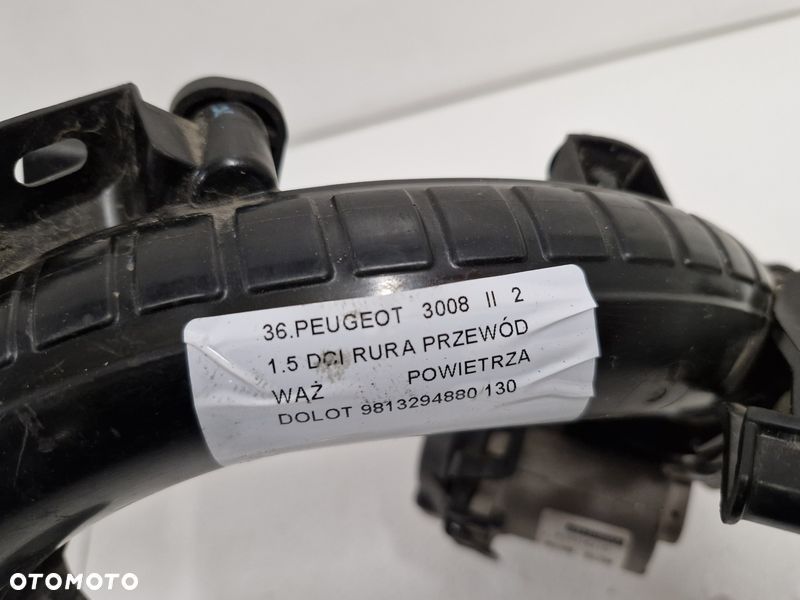 36.PEUGEOT 3008 II 2
1.5 DCI RURA PRZEWÓD
WĄŻ POWIETRZA
DOLOT 9813294880 130
OTOMOTO